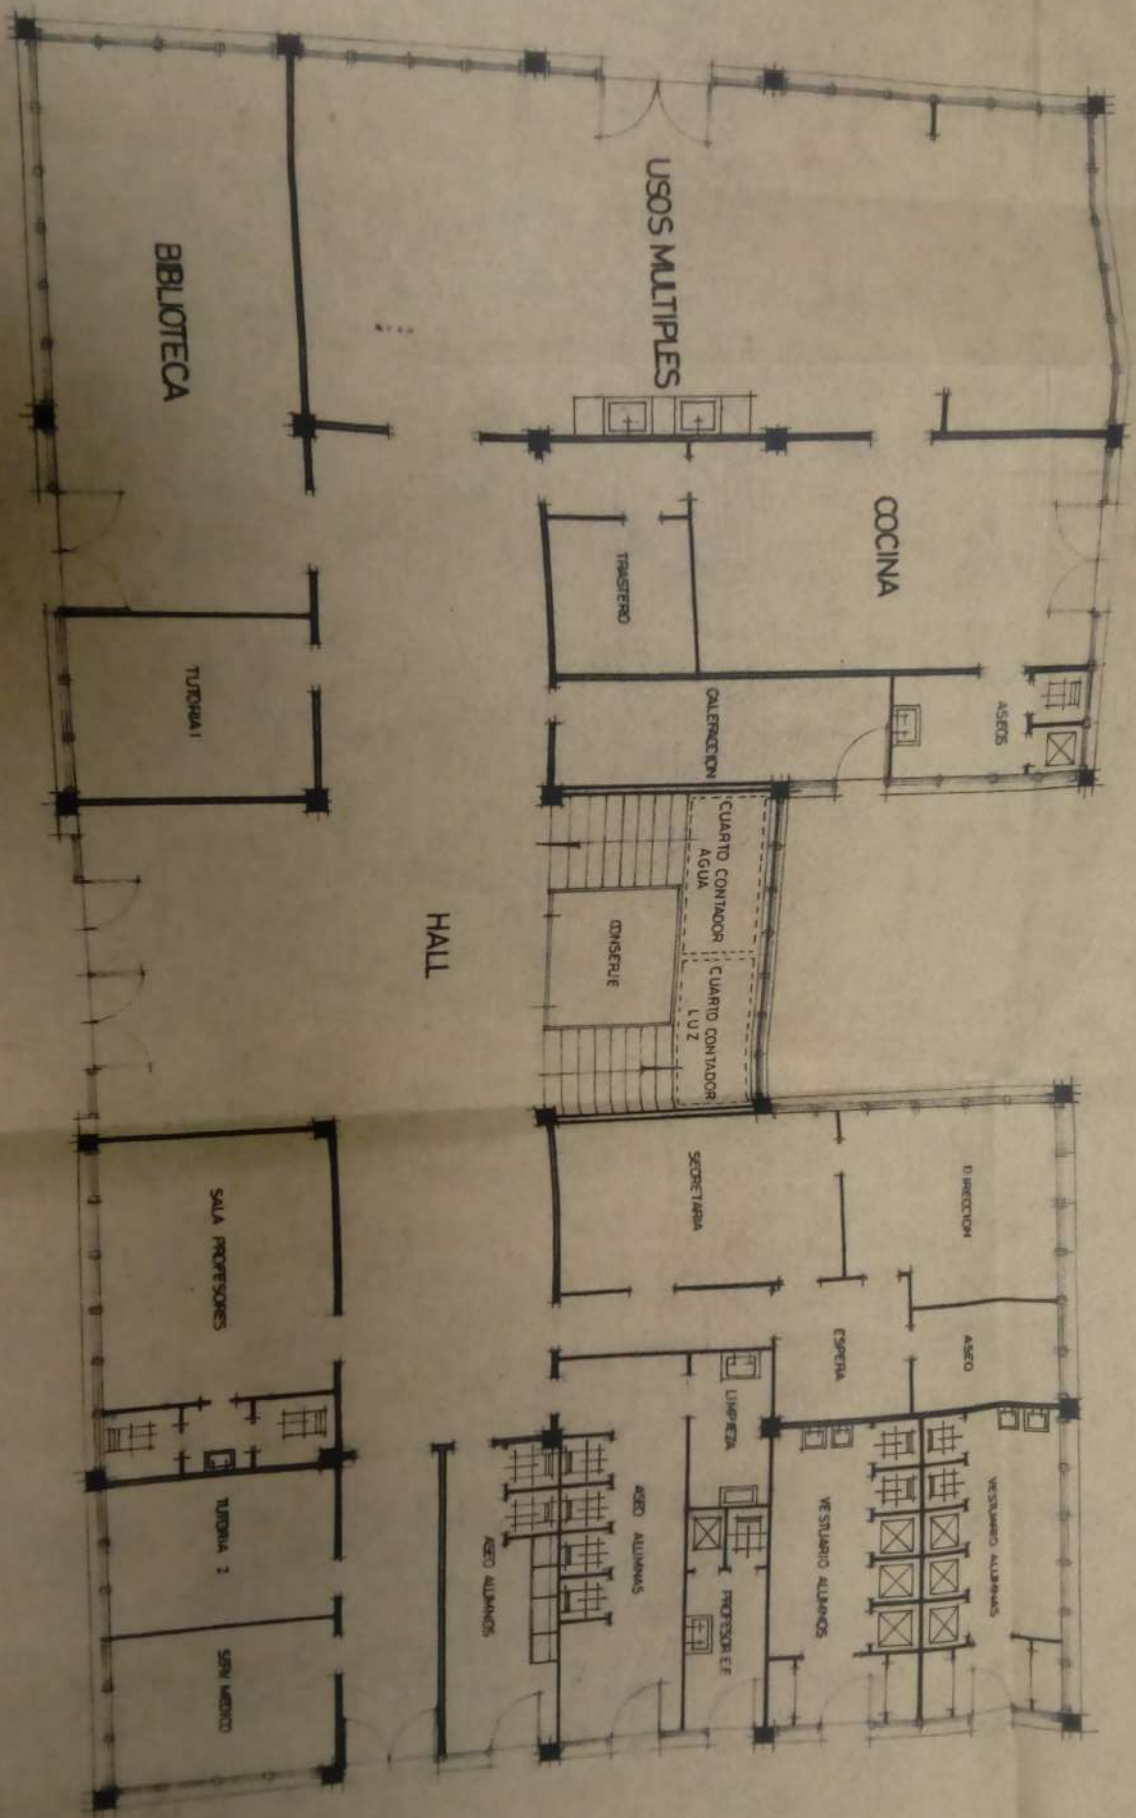 USOS MULTIPLES
BIBLIOTECA
COCINA
TRASTERO
TUTORIA 1
CALEFACCION
ASEOS
CUARTO CONTADOR
AGUA
CUARTO CONTADOR
LUZ
CONSERJE
HALL
SECRETARIA
DIRECCION
SALA PROFESORES
ESPERA
ASEO
LIMPIEZA
TUTORIA 2
ASEO ALUMNOS
ASEO ALUMNAS
PROFESOR E.F.
VESTUARIO ALUMNOS
VESTUARIO ALUMNAS
SERV MEDICO